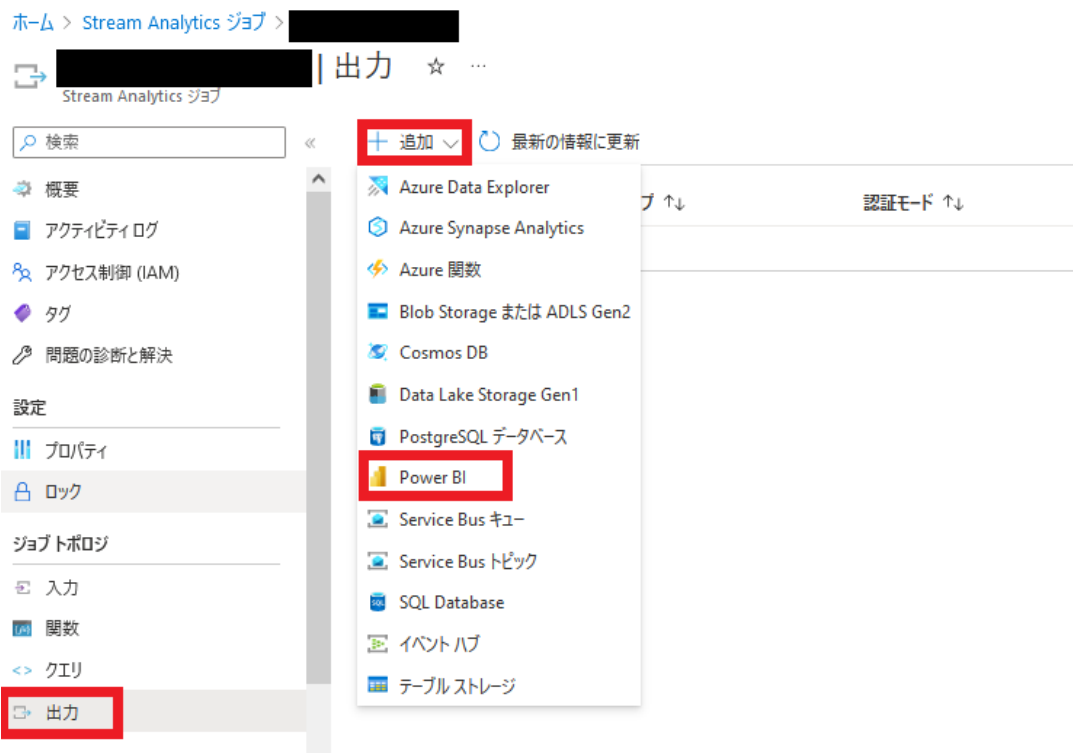 ホーム > Stream Analytics ジョブ >
| 出力 ☆ …
Stream Analytics ジョブ
検索 «
概要
アクティビティ ログ
アクセス制御 (IAM)
タグ
問題の診断と解決
設定
プロパティ
ロック
ジョブ トポロジ
入力
関数
クエリ
出力
+ 追加 最新の情報に更新
プ ↑↓ 認証モード ↑↓
Azure Data Explorer
Azure Synapse Analytics
Azure 関数
Blob Storage または ADLS Gen2
Cosmos DB
Data Lake Storage Gen1
PostgreSQL データベース
Power BI
Service Bus キュー
Service Bus トピック
SQL Database
イベント ハブ
テーブル ストレージ